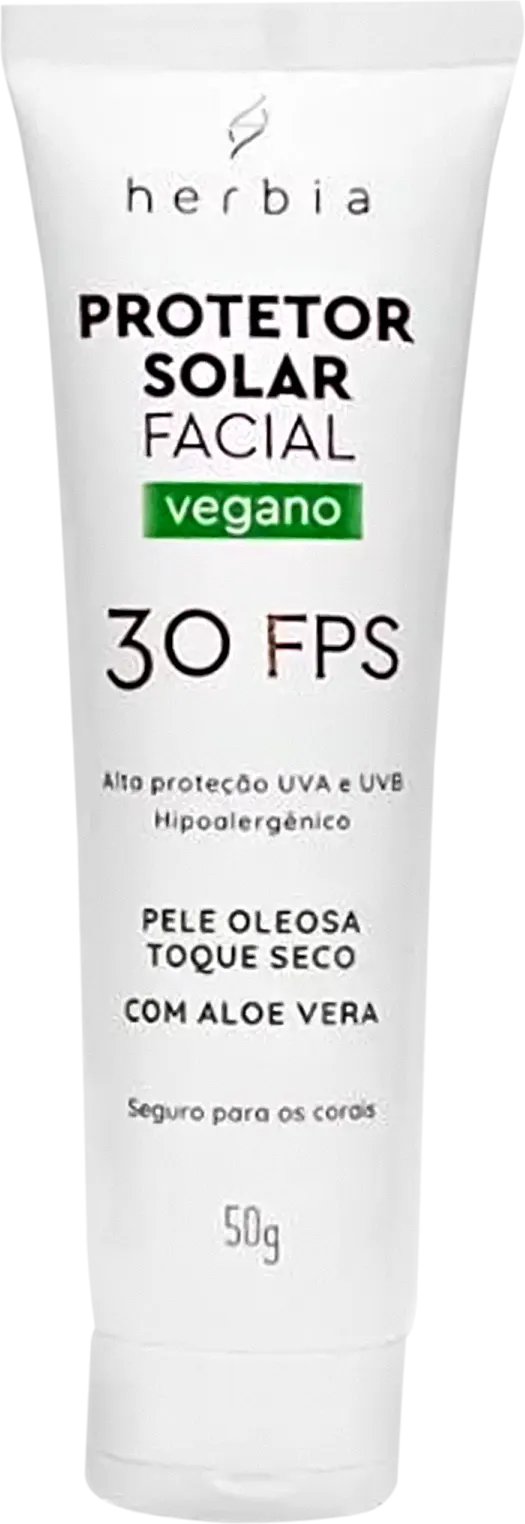 herbia
PROTETOR
SOLAR
FACIAL
vegano
30 FPS
Alta proteção UVA e UVB
Hipoalergênico
PELE OLEOSA
TOQUE SECO
COM ALOE VERA
Seguro para os corais
50g